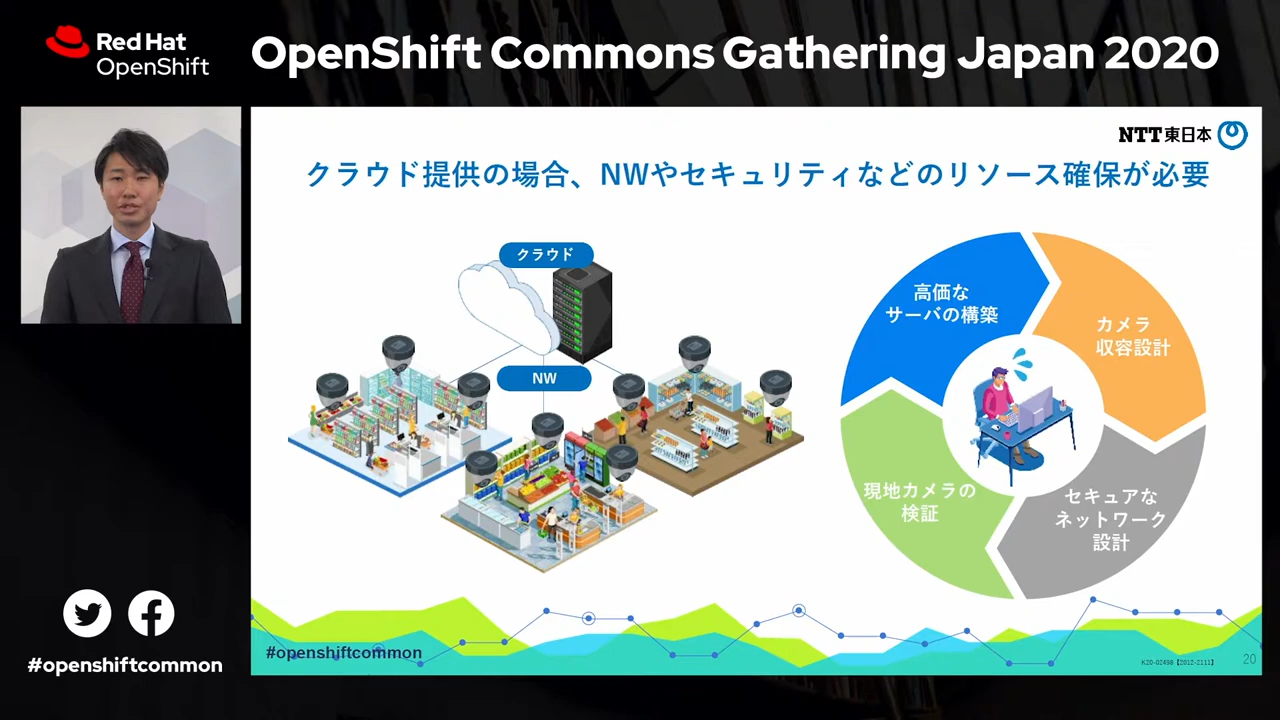 Red Hat
OpenShift
OpenShift Commons Gathering Japan 2020
NTT東日本
クラウド提供の場合、NWやセキュリティなどのリソース確保が必要
クラウド
NW
高価な
サーバの構築
カメラ
収容設計
現地カメラの
検証
セキュアな
ネットワーク
設計
#openshiftcommon
#openshiftcommon
K20-02498【2012-2111】
20